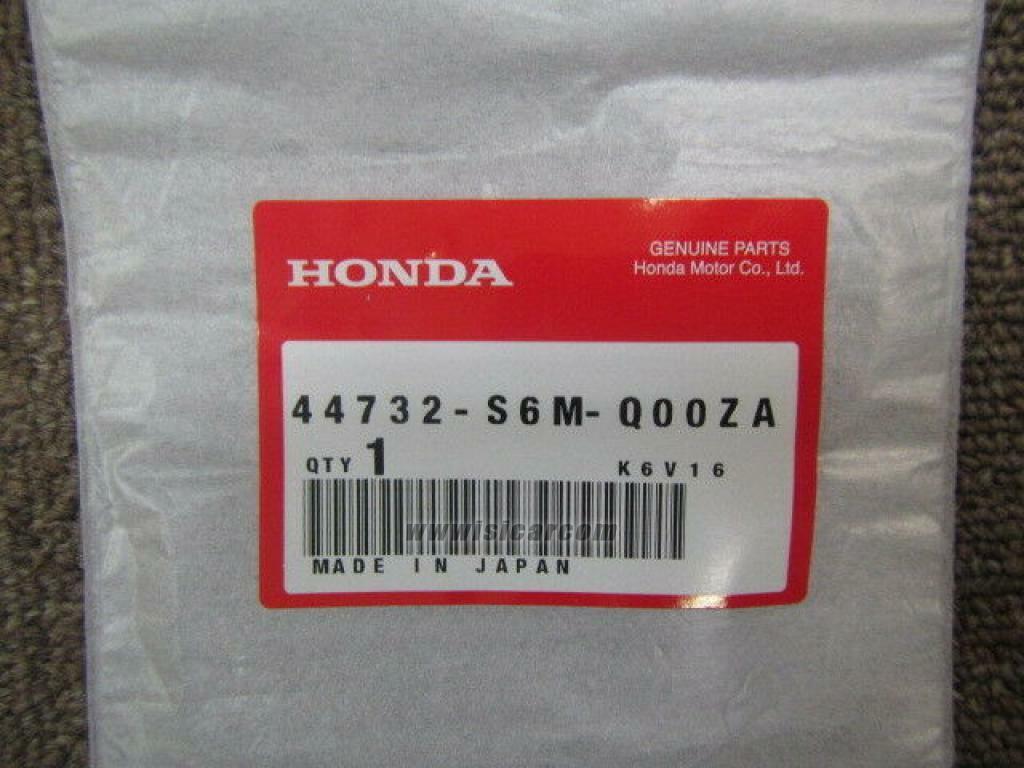 HONDA
GENUINE PARTS
Honda Motor Co., Ltd.
44732-S6M-Q00ZA
QTY 1
K6V16
www.isicar.com
MADE IN JAPAN